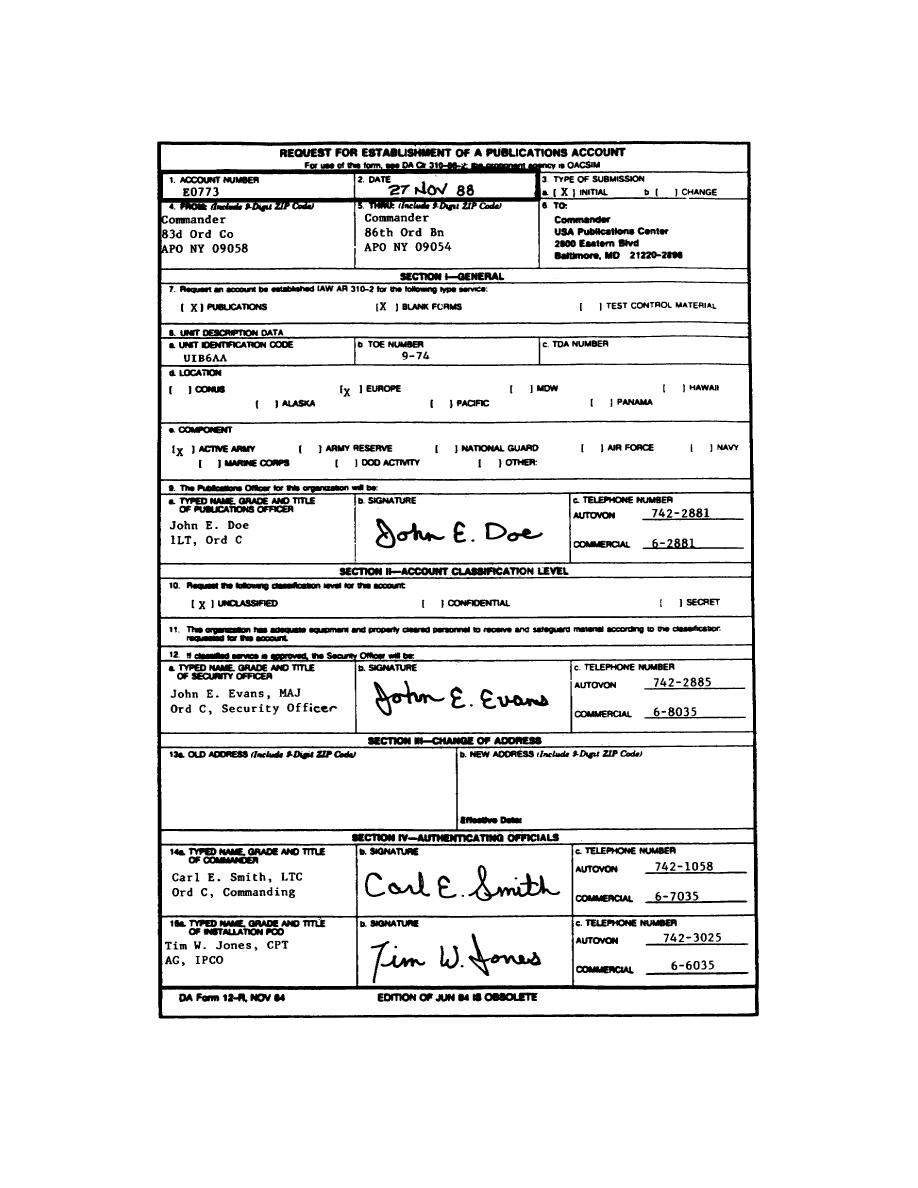 REQUEST FOR ESTABLISHMENT OF A PUBLICATIONS ACCOUNT
For use of this form, see DA Cir 310-86-2; the proponent agency is OACSIM
1. ACCOUNT NUMBER
E0773
2. DATE
27 NOV 88
3. TYPE OF SUBMISSION
a. [ X ] INITIAL b [ ] CHANGE
4. FROM: (Include 9-Digit ZIP Code)
Commander
83d Ord Co
APO NY 09058
5. THRU: (Include 9-Digit ZIP Code)
Commander
86th Ord Bn
APO NY 09054
6 TO:
Commander
USA Publications Center
2800 Eastern Blvd
Baltimore, MD 21220-2896
SECTION I—GENERAL
7. Request an account be established IAW AR 310-2 for the following type service:
[ X ] PUBLICATIONS [X ] BLANK FORMS [ ] TEST CONTROL MATERIAL
8. UNIT DESCRIPTION DATA
a. UNIT IDENTIFICATION CODE
UIB6AA
b TOE NUMBER
9-74
c. TDA NUMBER
d. LOCATION
[ ] CONUS [X ] EUROPE [ ] MDW [ ] HAWAII
[ ] ALASKA [ ] PACIFIC [ ] PANAMA
e. COMPONENT
[X ] ACTIVE ARMY [ ] ARMY RESERVE [ ] NATIONAL GUARD [ ] AIR FORCE [ ] NAVY
[ ] MARINE CORPS [ ] DOD ACTIVITY [ ] OTHER:
9. The Publications Officer for this organization will be:
a. TYPED NAME, GRADE AND TITLE
OF PUBLICATIONS OFFICER
John E. Doe
1LT, Ord C
b. SIGNATURE
John E. Doe
c. TELEPHONE NUMBER
AUTOVON 742-2881
COMMERCIAL 6-2881
SECTION II—ACCOUNT CLASSIFICATION LEVEL
10. Request the following classification level for this account:
[ X ] UNCLASSIFIED [ ] CONFIDENTIAL [ ] SECRET
11. This organization has adequate equipment and properly cleared personnel to receive and safeguard material according to the classification
requested for this account.
12. If classified service is approved, the Security Officer will be:
a. TYPED NAME, GRADE AND TITLE
OF SECURITY OFFICER
John E. Evans, MAJ
Ord C, Security Officer
b. SIGNATURE
John E. Evans
c. TELEPHONE NUMBER
AUTOVON 742-2885
COMMERCIAL 6-8035
SECTION III—CHANGE OF ADDRESS
13a. OLD ADDRESS (Include 9-Digit ZIP Code)
b. NEW ADDRESS (Include 9-Digit ZIP Code)
Effective Date:
SECTION IV—AUTHENTICATING OFFICIALS
14a. TYPED NAME, GRADE AND TITLE
OF COMMANDER
Carl E. Smith, LTC
Ord C, Commanding
b. SIGNATURE
Carl E. Smith
c. TELEPHONE NUMBER
AUTOVON 742-1058
COMMERCIAL 6-7035
15a. TYPED NAME, GRADE AND TITLE
OF INSTALLATION PCO
Tim W. Jones, CPT
AG, IPCO
b. SIGNATURE
Tim W. Jones
c. TELEPHONE NUMBER
AUTOVON 742-3025
COMMERCIAL 6-6035
DA Form 12-R, NOV 84 EDITION OF JUN 84 IS OBSOLETE